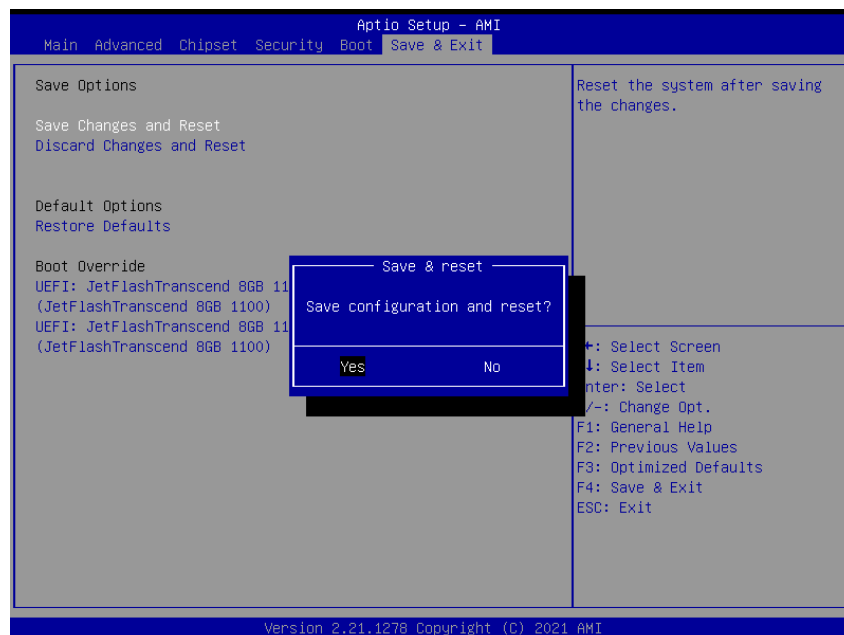 Aptio Setup – AMI
Main Advanced Chipset Security Boot Save & Exit
Save Options
Save Changes and Reset
Discard Changes and Reset
Default Options
Restore Defaults
Boot Override
UEFI: JetFlashTranscend 8GB 11
(JetFlashTranscend 8GB 1100)
UEFI: JetFlashTranscend 8GB 11
(JetFlashTranscend 8GB 1100)
Save & reset
Save configuration and reset?
Yes No
Reset the system after saving
the changes.
: Select Screen
: Select Item
nter: Select
/-: Change Opt.
F1: General Help
F2: Previous Values
F3: Optimized Defaults
F4: Save & Exit
ESC: Exit
Version 2.21.1278 Copyright (C) 2021 AMI